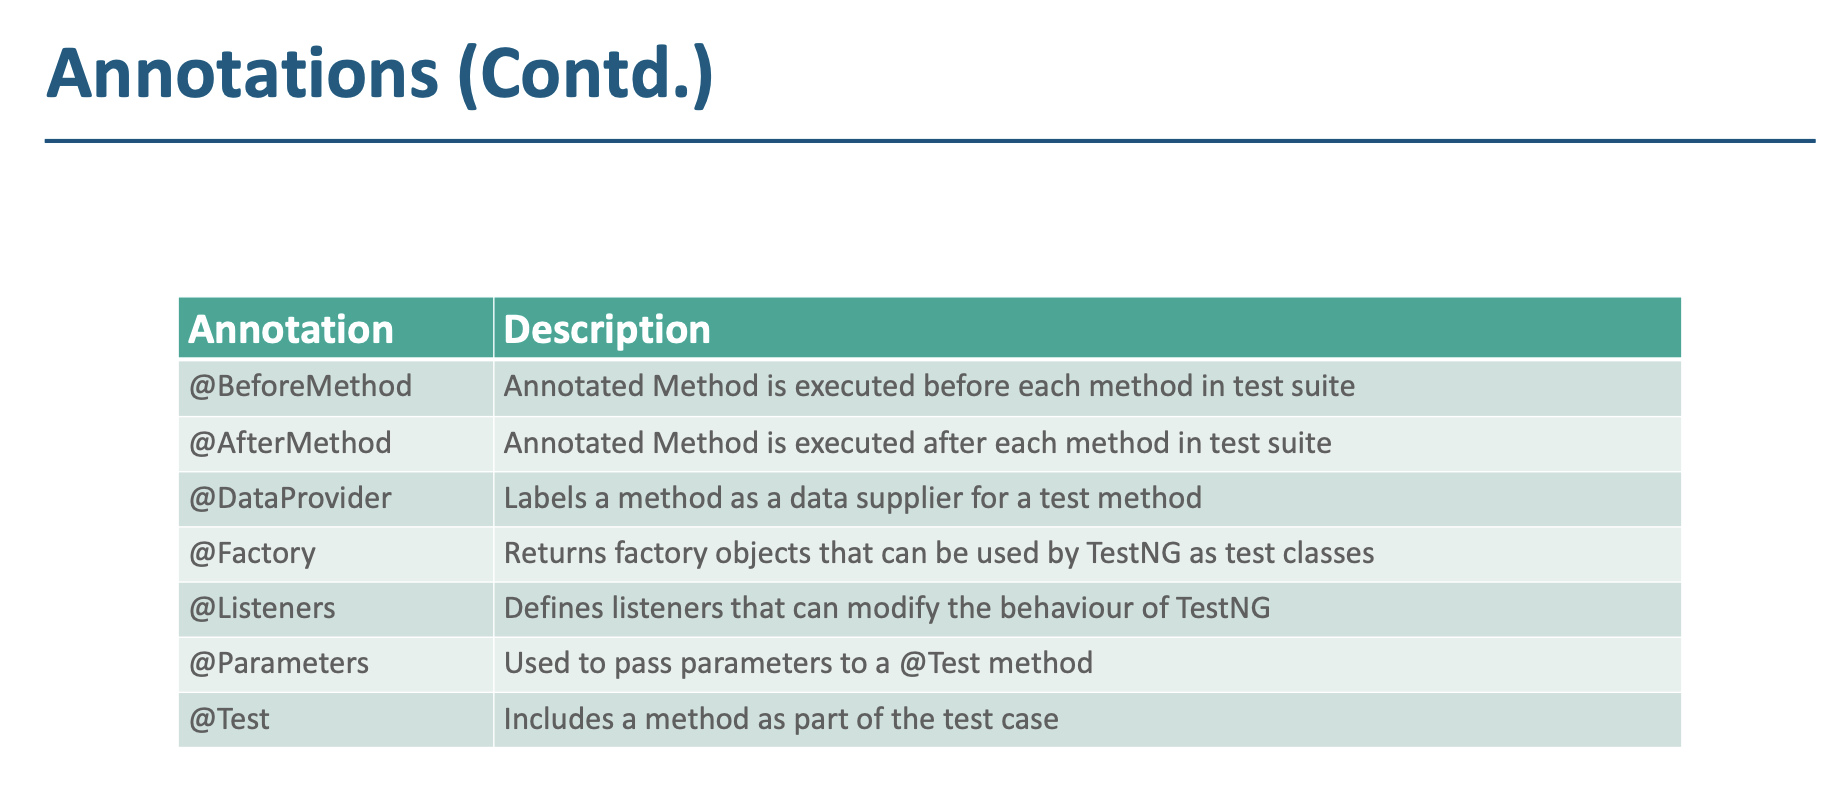 Annotations (Contd.)
Annotation Description
@BeforeMethod Annotated Method is executed before each method in test suite
@AfterMethod Annotated Method is executed after each method in test suite
@DataProvider Labels a method as a data supplier for a test method
@Factory Returns factory objects that can be used by TestNG as test classes
@Listeners Defines listeners that can modify the behaviour of TestNG
@Parameters Used to pass parameters to a @Test method
@Test Includes a method as part of the test case